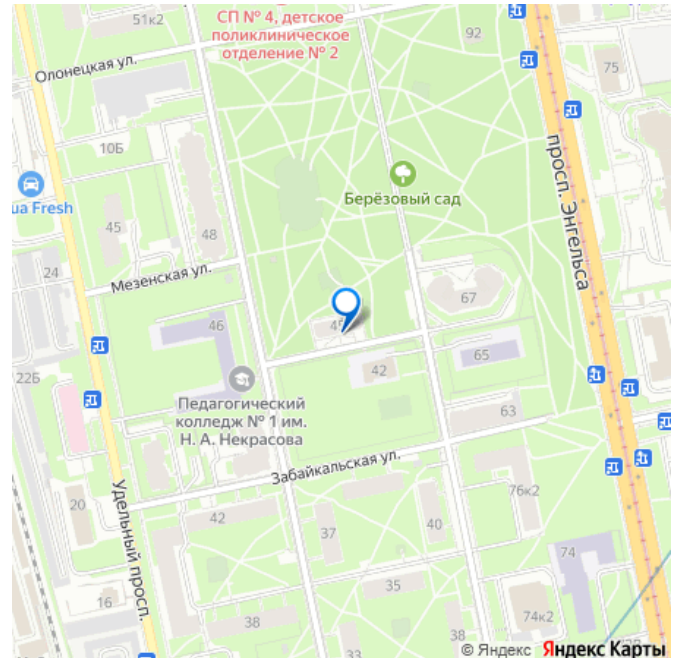 51к2
СП № 4, детское
поликлиническое
отделение № 2
92
75
Олонецкая ул.
10Б
просп. Энгельса
Берёзовый сад
ua Fresh
45
48
24
Мезенская ул.
67
46
65
42
22Б
Педагогический
колледж № 1 им.
Н. А. Некрасова
63
Забайкальская ул.
76к2
20
42
Удельный просп.
37
40
74
16
35
38
74к2
33
38
© Яндекс Яндекс Карты